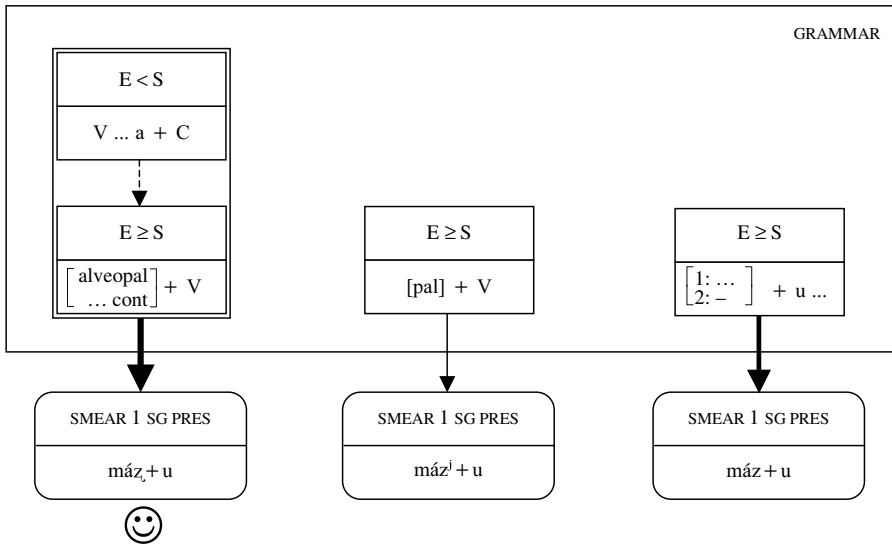 GRAMMAR
E < S
V ... a + C
E ≥ S
E ≥ S
E ≥ S
[alveopal
… cont] + V
[pal] + V
[1: …
2: –] + u ...
SMEAR 1 SG PRES
SMEAR 1 SG PRES
SMEAR 1 SG PRES
máz̢ + u
mázʲ + u
máz + u